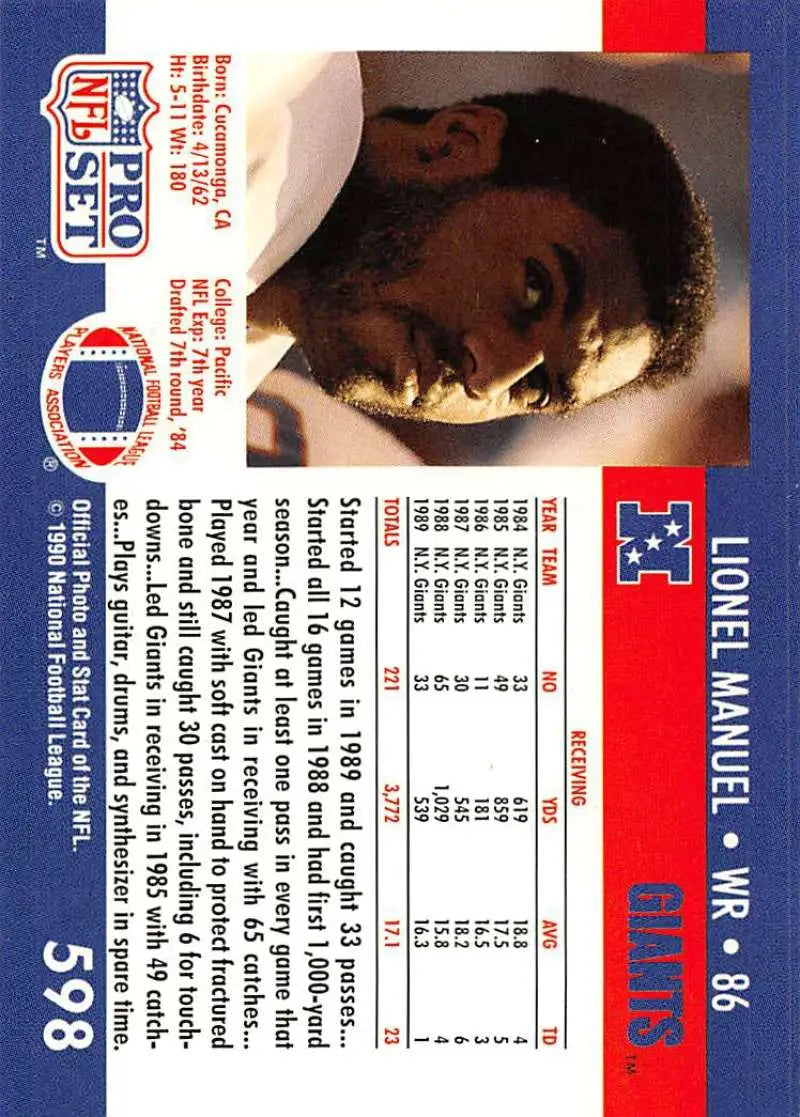 LIONEL MANUEL • WR • 86
GIANTS™
RECEIVING
YEAR TEAM NO YDS AVG TD
1984 N.Y. Giants 33 619 18.8 4
1985 N.Y. Giants 49 859 17.5 5
1986 N.Y. Giants 11 181 16.5 3
1987 N.Y. Giants 30 545 18.2 6
1988 N.Y. Giants 65 1,029 15.8 4
1989 N.Y. Giants 33 539 16.3 1
TOTALS 221 3,772 17.1 23
Started 12 games in 1989 and caught 33 passes...
Started all 16 games in 1988 and had first 1,000-yard
season...Caught at least one pass in every game that
year and led Giants in receiving with 65 catches...
Played 1987 with soft cast on hand to protect fractured
bone and still caught 30 passes, including 6 for touch-
downs...Led Giants in receiving in 1985 with 49 catch-
es...Plays guitar, drums, and synthesizer in spare time.
Born: Cucamonga, CA
Birthdate: 4/13/62
Ht: 5-11 Wt: 180
College: Pacific
NFL Exp: 7th year
Drafted 7th round, '84
PRO
NFL SET™
NATIONAL FOOTBALL LEAGUE
PLAYERS ASSOCIATION®
Official Photo and Stat Card of the NFL.
© 1990 National Football League.
598